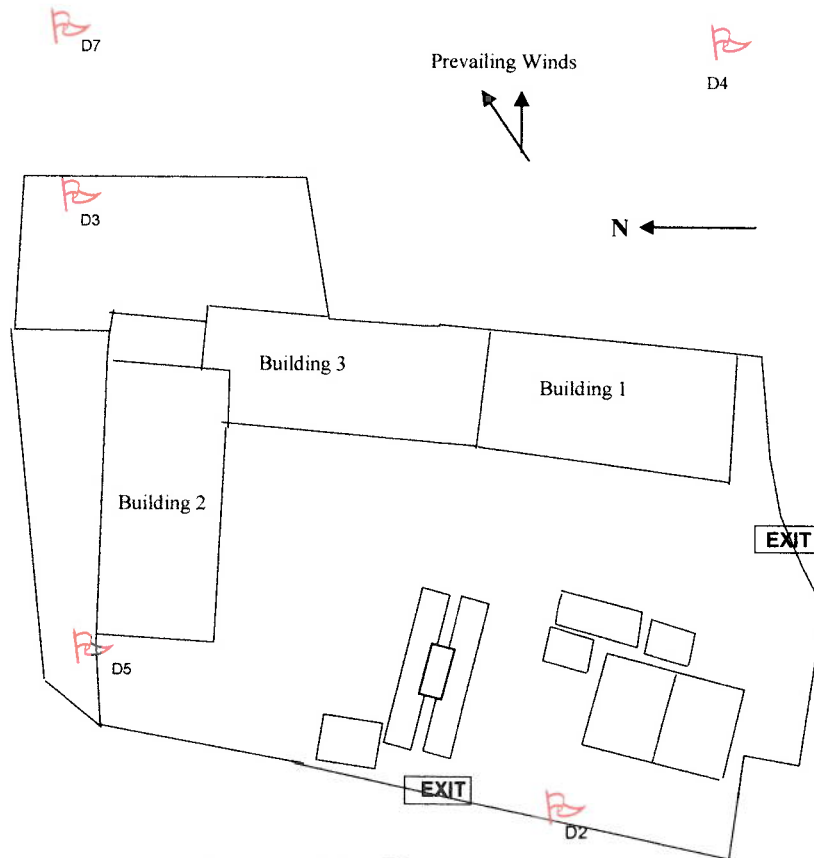 D7
D4
Prevailing Winds
D3
N
Building 3
Building 1
Building 2
EXIT
D5
EXIT
D2